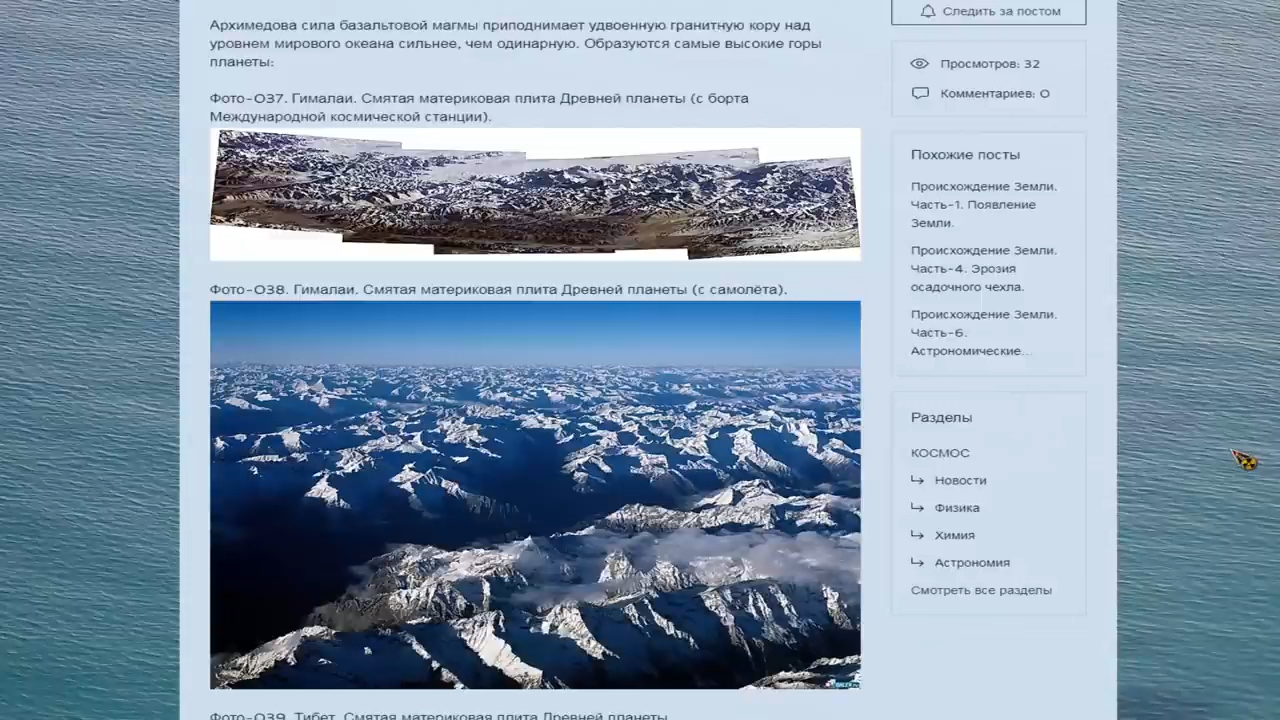 Архимедова сила базальтовой магмы приподнимает удвоенную гранитную кору над
уровнем мирового океана сильнее, чем одинарную. Образуются самые высокие горы
планеты:
Фото-037. Гималаи. Смятая материковая плита Древней планеты (с борта
Международной космической станции).
Фото-038. Гималаи. Смятая материковая плита Древней планеты (с самолёта).
Фото-039. Тибет. Смятая материковая плита Древней планеты
Следить за постом
Просмотров: 32
Комментариев: 0
Похожие посты
Происхождение Земли.
Часть-1. Появление
Земли.
Происхождение Земли.
Часть-4. Эрозия
осадочного чехла.
Происхождение Земли.
Часть-6.
Астрономические...
Разделы
КОСМОС
Новости
Физика
Химия
Астрономия
Смотреть все разделы